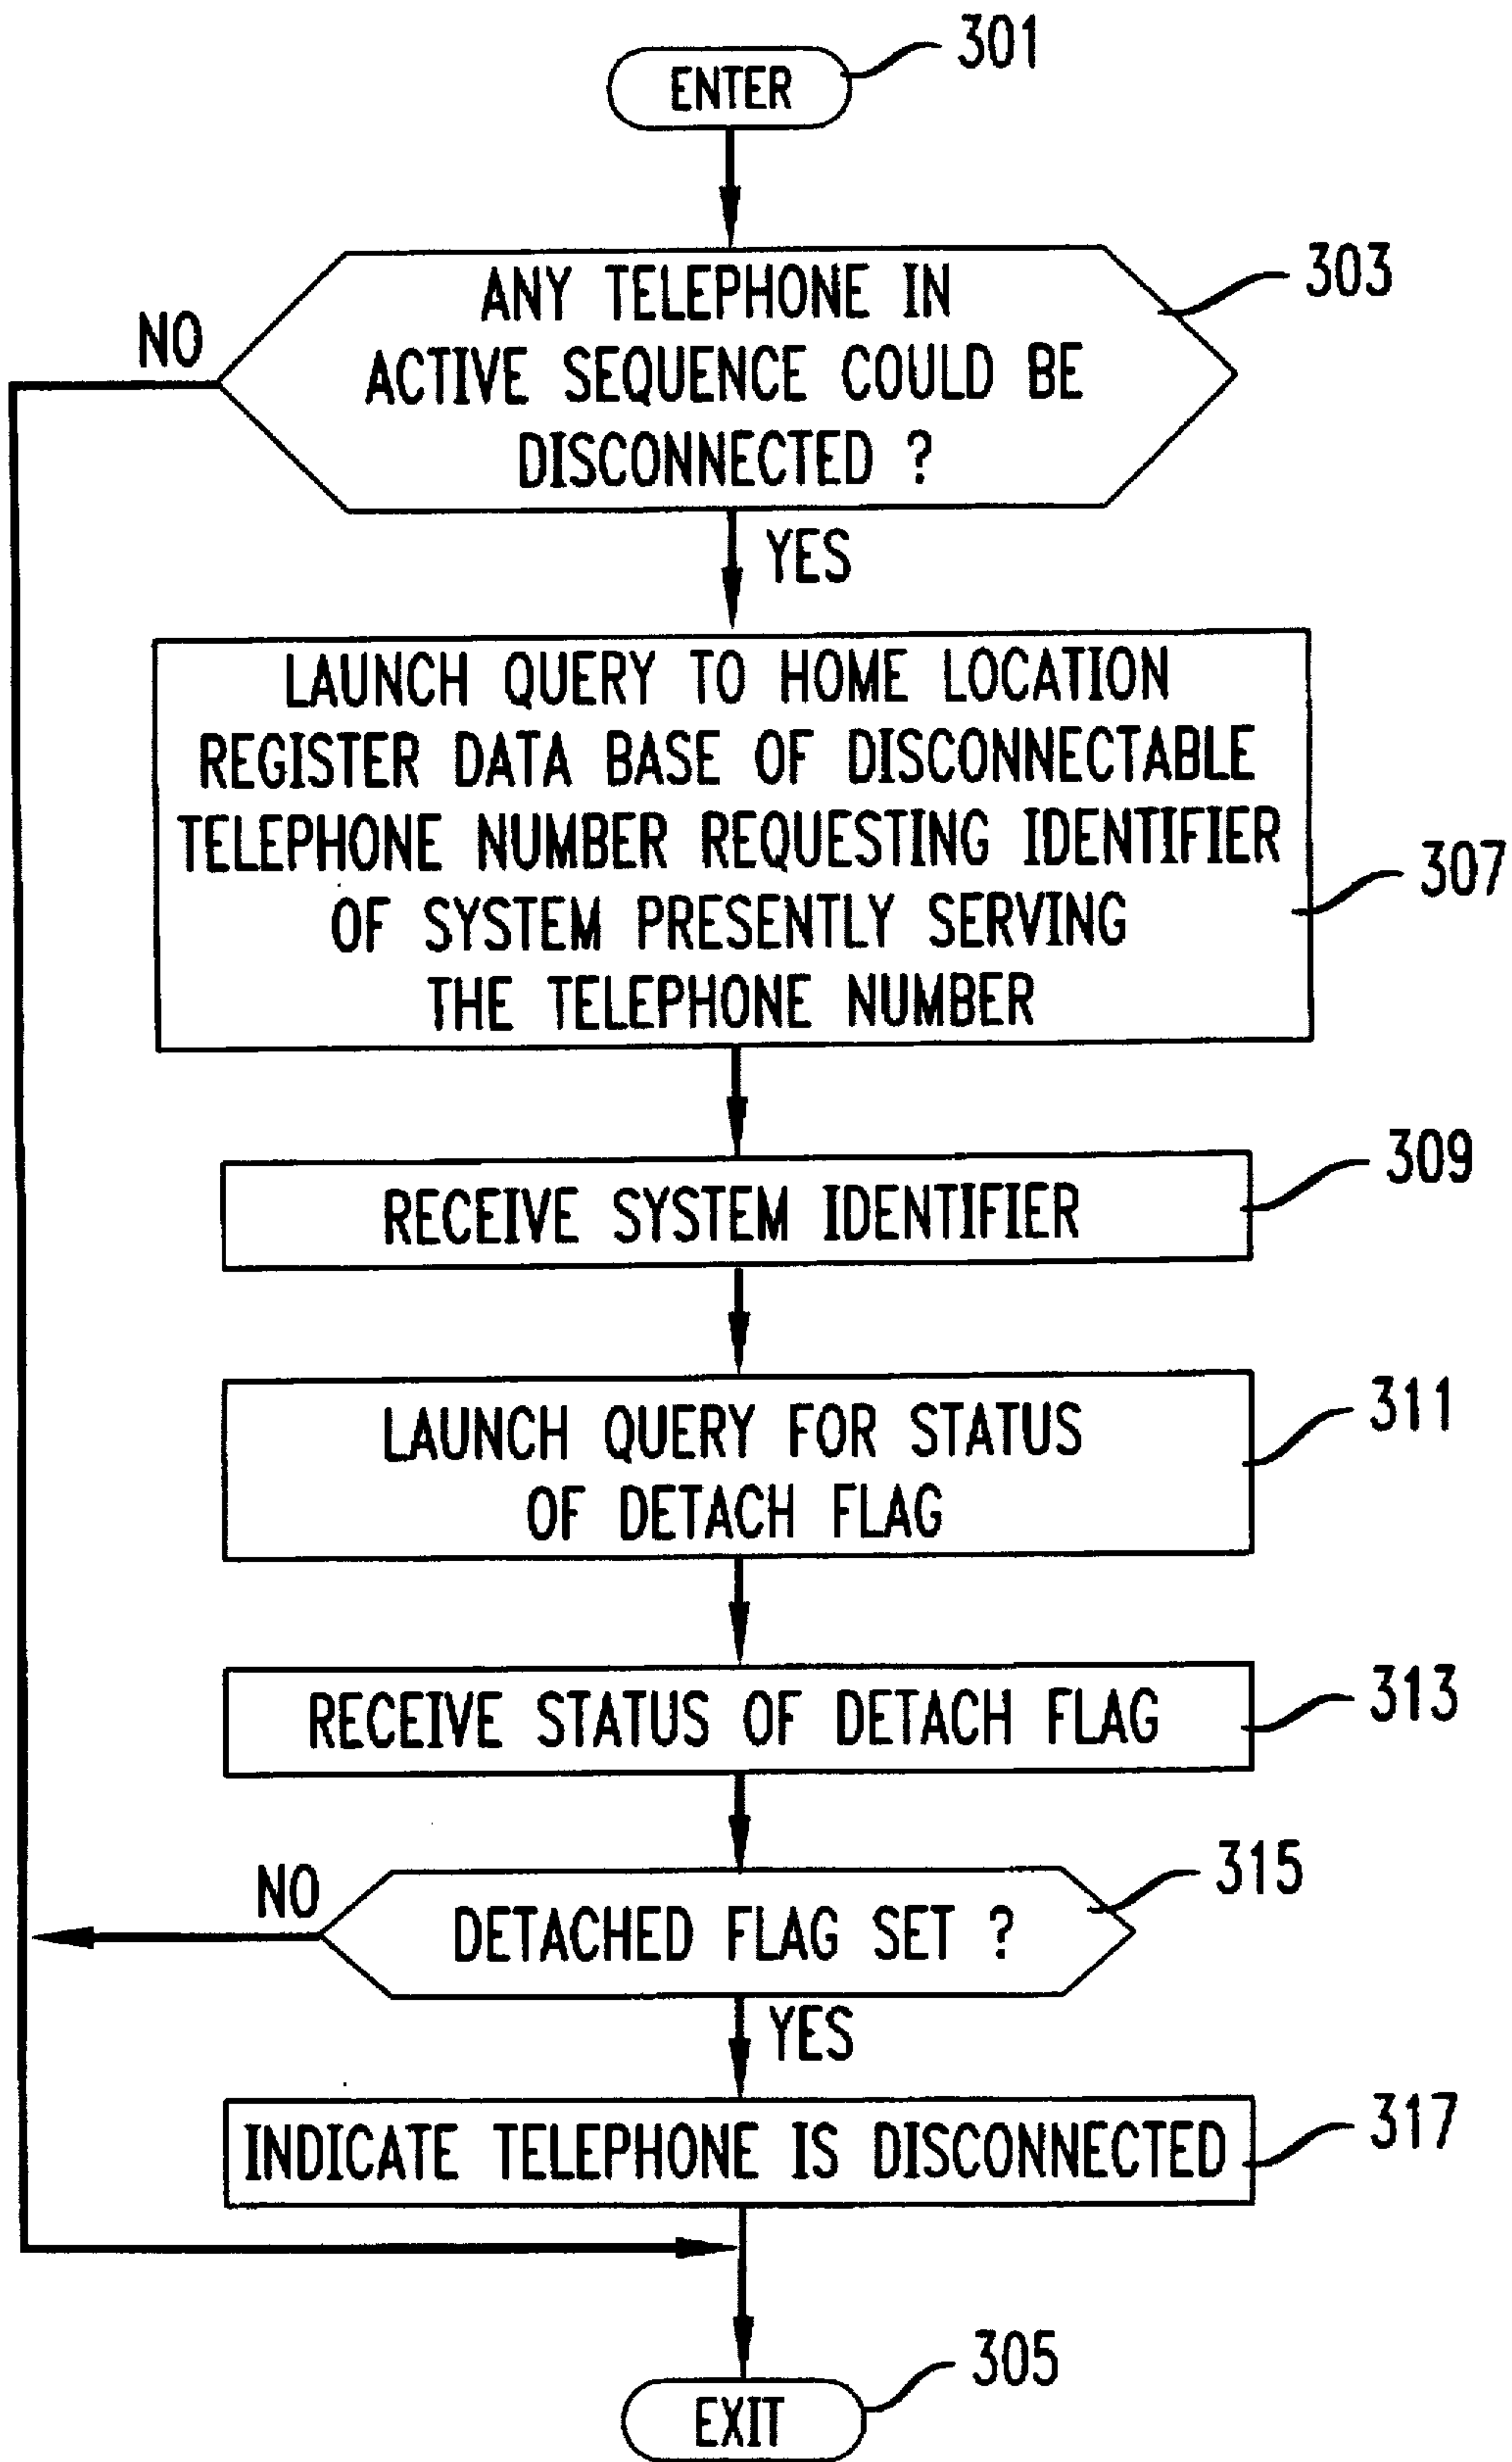 301
ENTER
303
ANY TELEPHONE IN
ACTIVE SEQUENCE COULD BE
DISCONNECTED ?
NO
YES
LAUNCH QUERY TO HOME LOCATION
REGISTER DATA BASE OF DISCONNECTABLE
TELEPHONE NUMBER REQUESTING IDENTIFIER
OF SYSTEM PRESENTLY SERVING
THE TELEPHONE NUMBER
307
RECEIVE SYSTEM IDENTIFIER
309
LAUNCH QUERY FOR STATUS
OF DETACH FLAG
311
RECEIVE STATUS OF DETACH FLAG
313
NO
DETACHED FLAG SET ?
315
YES
INDICATE TELEPHONE IS DISCONNECTED
317
305
EXIT